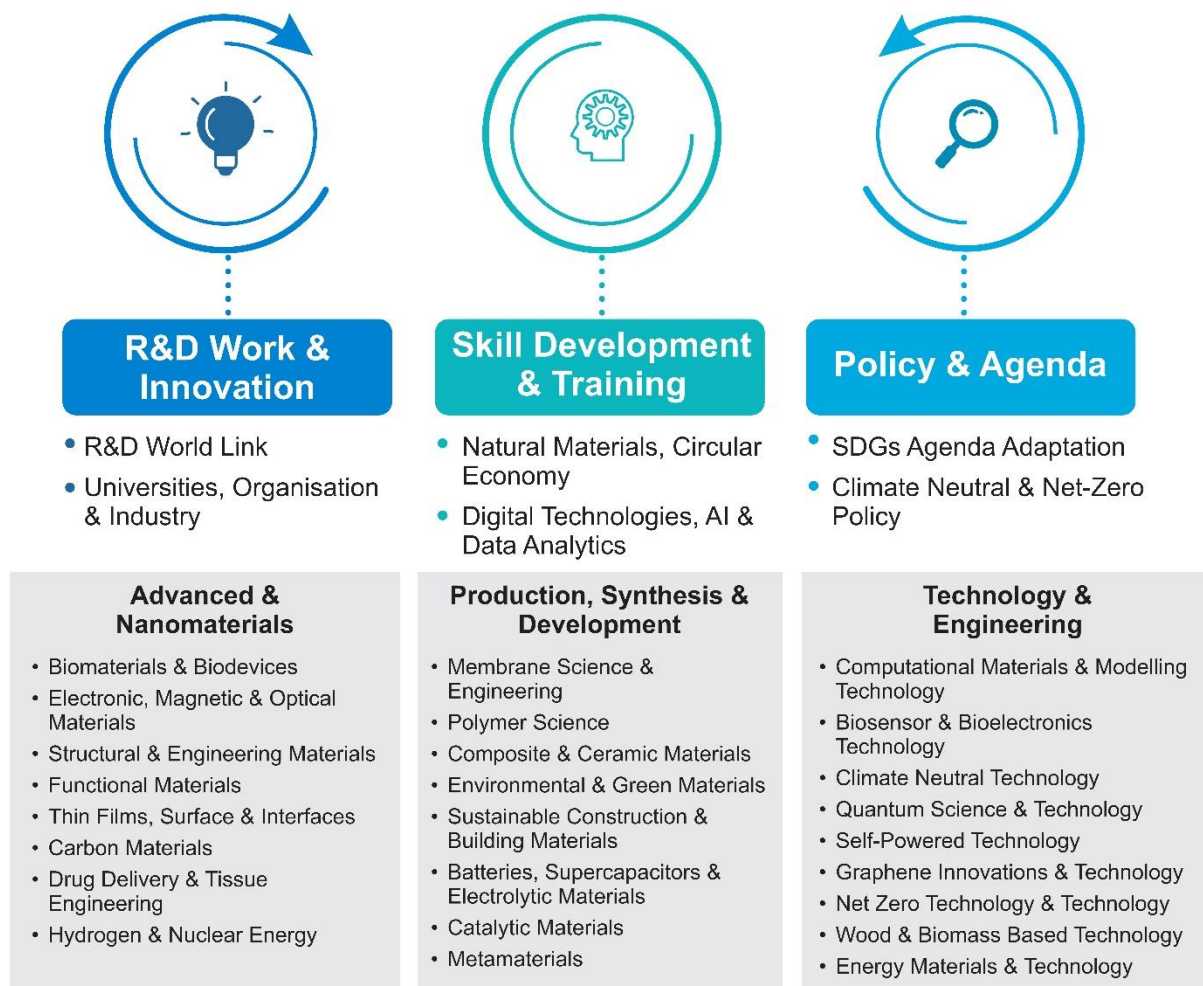 R&D Work &
Innovation
• R&D World Link
• Universities, Organisation
& Industry
Skill Development
& Training
• Natural Materials, Circular
Economy
• Digital Technologies, AI &
Data Analytics
Policy & Agenda
• SDGs Agenda Adaptation
• Climate Neutral & Net-Zero
Policy
Advanced &
Nanomaterials
• Biomaterials & Biodevices
• Electronic, Magnetic & Optical
Materials
• Structural & Engineering Materials
• Functional Materials
• Thin Films, Surface & Interfaces
• Carbon Materials
• Drug Delivery & Tissue
Engineering
• Hydrogen & Nuclear Energy
Production, Synthesis &
Development
• Membrane Science &
Engineering
• Polymer Science
• Composite & Ceramic Materials
• Environmental & Green Materials
• Sustainable Construction &
Building Materials
• Batteries, Supercapacitors &
Electrolytic Materials
• Catalytic Materials
• Metamaterials
Technology &
Engineering
• Computational Materials & Modelling
Technology
• Biosensor & Bioelectronics
Technology
• Climate Neutral Technology
• Quantum Science & Technology
• Self-Powered Technology
• Graphene Innovations & Technology
• Net Zero Technology & Technology
• Wood & Biomass Based Technology
• Energy Materials & Technology